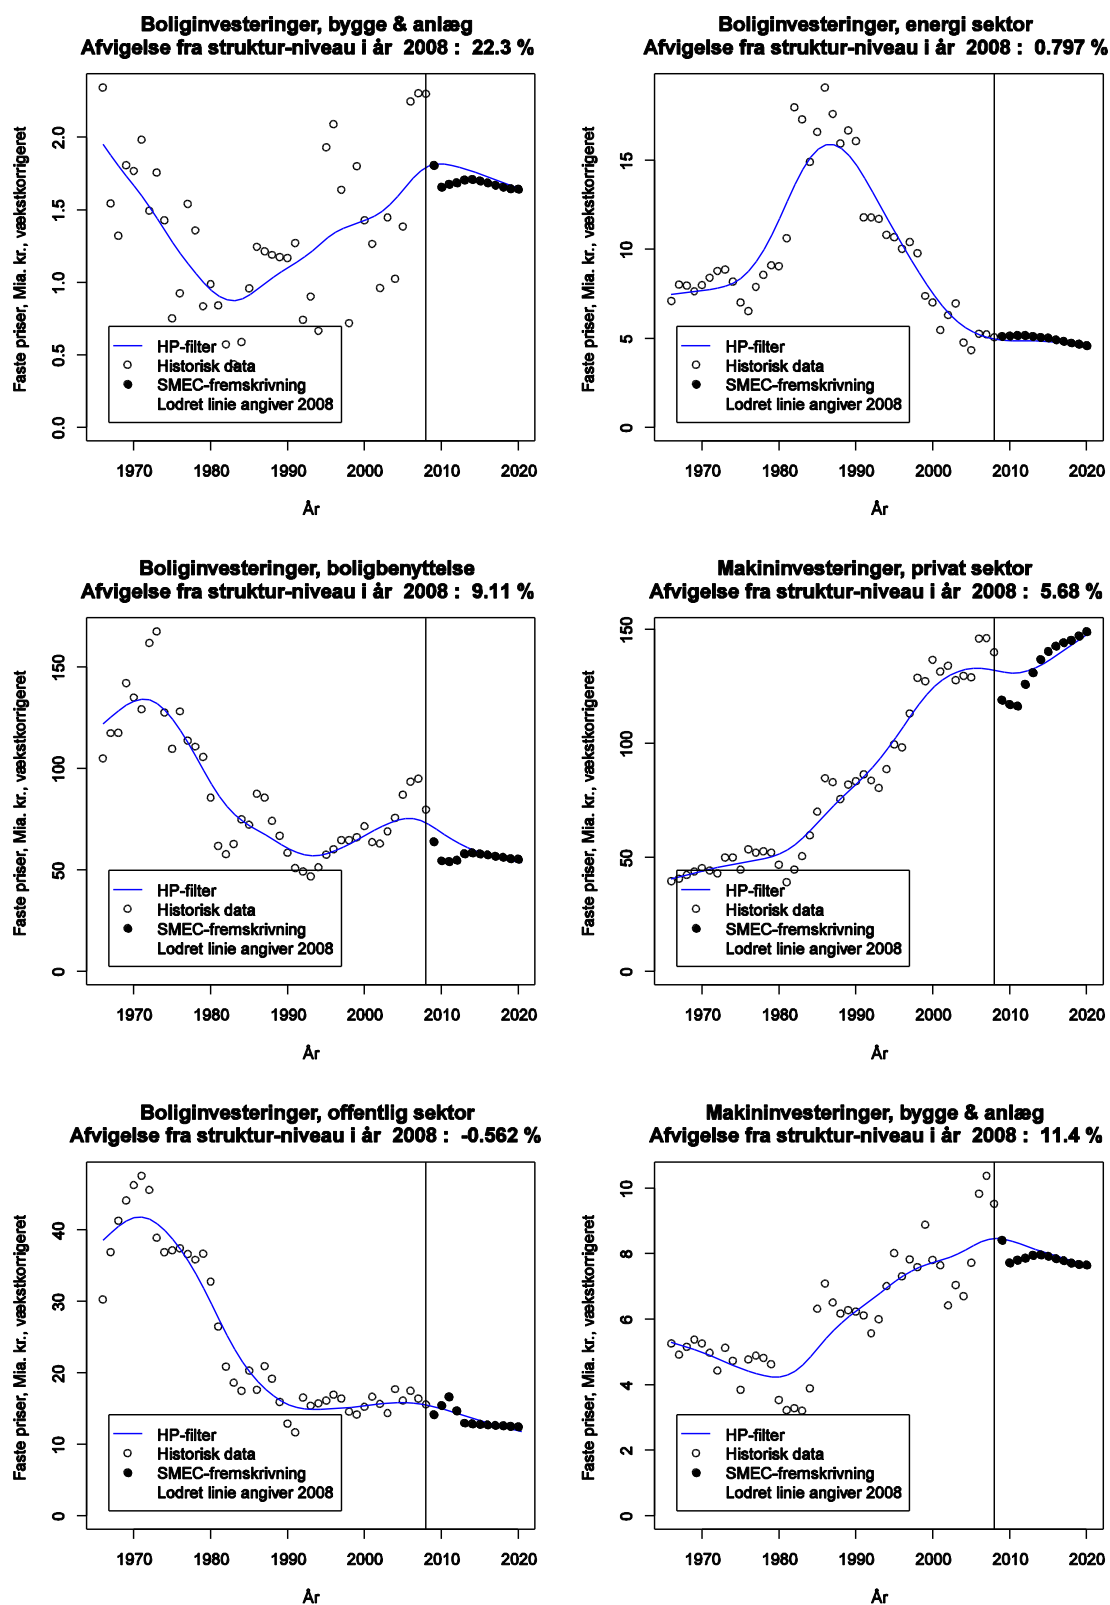 Boliginvesteringer, bygge & anlæg
Afvigelse fra struktur-niveau i år 2008 : 22.3 %
Faste priser, Mia. kr., vækstkorrigeret
2.0
1.5
1.0
0.5
0.0
HP-filter
Historisk data
SMEC-fremskrivning
Lodret linie angiver 2008
1970 1980 1990 2000 2010 2020
År
Boliginvesteringer, energi sektor
Afvigelse fra struktur-niveau i år 2008 : 0.797 %
Faste priser, Mia. kr., vækstkorrigeret
15
10
5
0
HP-filter
Historisk data
SMEC-fremskrivning
Lodret linie angiver 2008
1970 1980 1990 2000 2010 2020
År
Boliginvesteringer, boligbenyttelse
Afvigelse fra struktur-niveau i år 2008 : 9.11 %
Faste priser, Mia. kr., vækstkorrigeret
150
100
50
0
HP-filter
Historisk data
SMEC-fremskrivning
Lodret linie angiver 2008
1970 1980 1990 2000 2010 2020
År
Makininvesteringer, privat sektor
Afvigelse fra struktur-niveau i år 2008 : 5.68 %
Faste priser, Mia. kr., vækstkorrigeret
150
100
50
0
HP-filter
Historisk data
SMEC-fremskrivning
Lodret linie angiver 2008
1970 1980 1990 2000 2010 2020
År
Boliginvesteringer, offentlig sektor
Afvigelse fra struktur-niveau i år 2008 : -0.562 %
Faste priser, Mia. kr., vækstkorrigeret
40
30
20
10
0
HP-filter
Historisk data
SMEC-fremskrivning
Lodret linie angiver 2008
1970 1980 1990 2000 2010 2020
År
Makininvesteringer, bygge & anlæg
Afvigelse fra struktur-niveau i år 2008 : 11.4 %
Faste priser, Mia. kr., vækstkorrigeret
10
8
6
4
2
0
HP-filter
Historisk data
SMEC-fremskrivning
Lodret linie angiver 2008
1970 1980 1990 2000 2010 2020
År